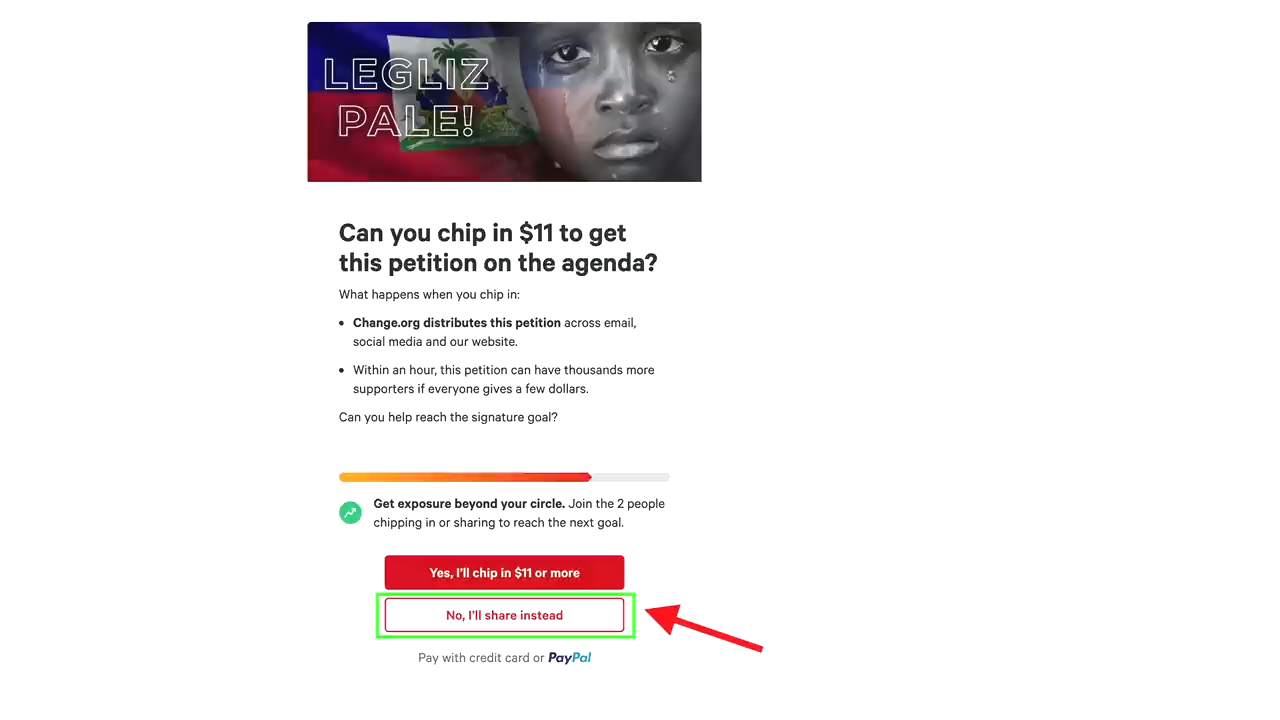 LEGLIZ
PALE!
Can you chip in $11 to get
this petition on the agenda?
What happens when you chip in:
• Change.org distributes this petition across email,
social media and our website.
• Within an hour, this petition can have thousands more
supporters if everyone gives a few dollars.
Can you help reach the signature goal?
Get exposure beyond your circle. Join the 2 people
chipping in or sharing to reach the next goal.
Yes, I'll chip in $11 or more
No, I'll share instead
Pay with credit card or PayPal